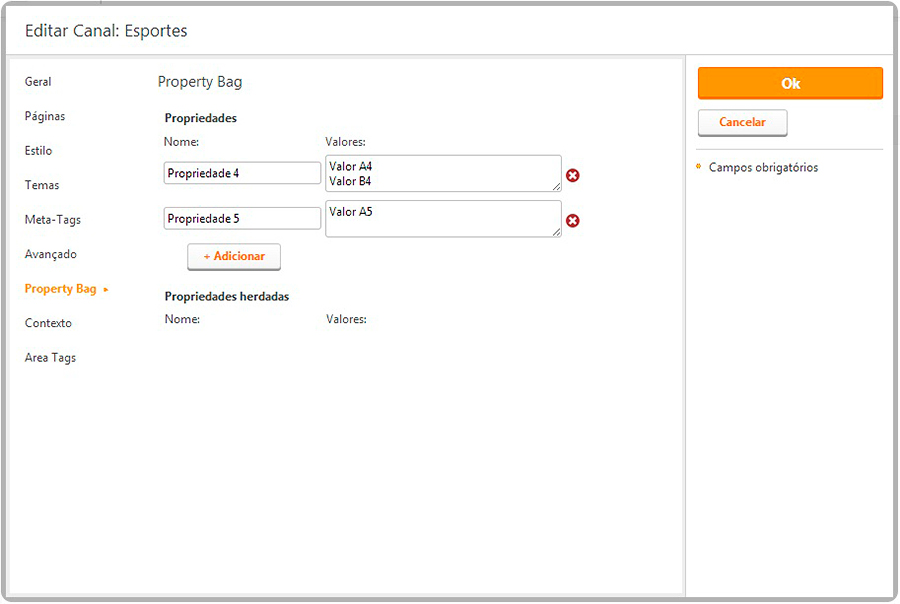 Editar Canal: Esportes
Geral
Páginas
Estilo
Temas
Meta-Tags
Avançado
Property Bag ▸
Contexto
Area Tags
Property Bag
Propriedades
Nome: Valores:
Propriedade 4 Valor A4
Valor B4
Propriedade 5 Valor A5
+ Adicionar
Propriedades herdadas
Nome: Valores:
Ok
Cancelar
* Campos obrigatórios